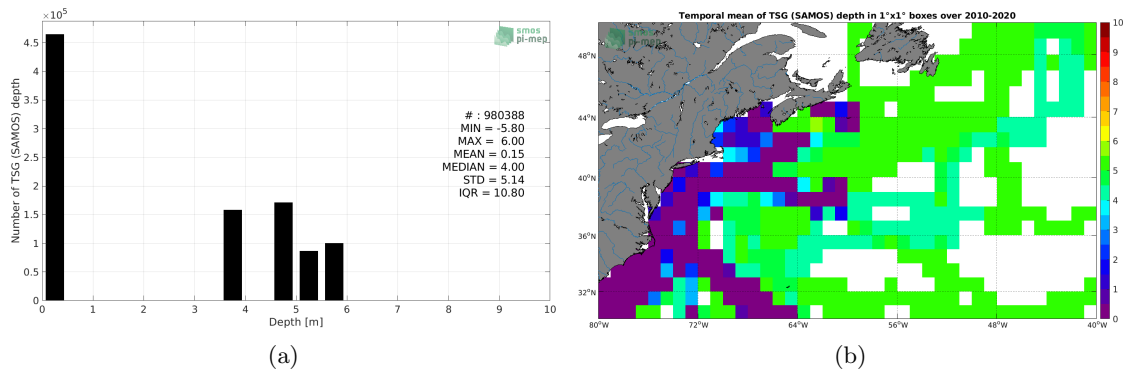 ×10⁵
4.5
4
3.5
3
2.5
2
1.5
1
0.5
0
Number of TSG (SAMOS) depth
smos
pi-mep
# : 980388
MIN = -5.80
MAX = 6.00
MEAN = 0.15
MEDIAN = 4.00
STD = 5.14
IQR = 10.80
0 1 2 3 4 5 6 7 8 9 10
Depth [m]
(a)
Temporal mean of TSG (SAMOS) depth in 1°x1° boxes over 2010-2020
smos
pi-mep
48°N
44°N
40°N
36°N
32°N
80°W 72°W 64°W 56°W 48°W 40°W
10
9
8
7
6
5
4
3
2
1
0
(b)